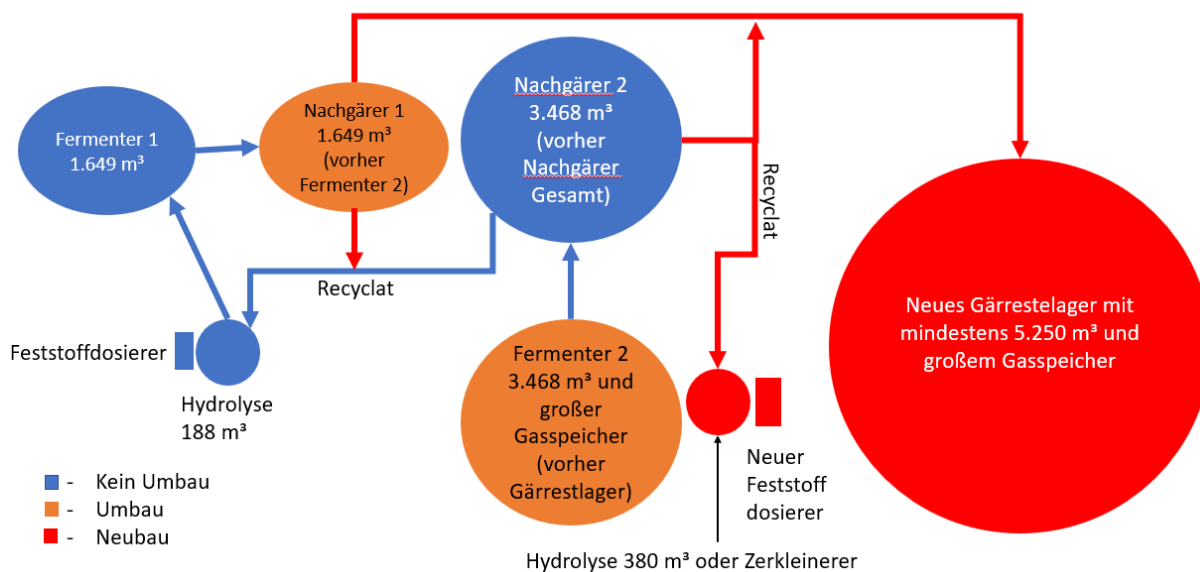 Fermenter 1
1.649 m³
Nachgärer 1
1.649 m³
(vorher
Fermenter 2)
Nachgärer 2
3.468 m³
(vorher
Nachgärer
Gesamt)
Recyclat
Recyclat
Neues Gärrestelager mit
mindestens 5.250 m³ und
großem Gasspeicher
Feststoffdosierer
Hydrolyse
188 m³
Fermenter 2
3.468 m³ und
großer
Gasspeicher
(vorher
Gärrestlager)
Neuer
Feststoff
dosierer
- Kein Umbau
- Umbau
- Neubau
Hydrolyse 380 m³ oder Zerkleinerer